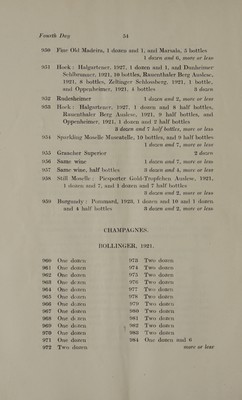 Fourth Day 54
950 Fine Old Madeira, 1 dozen and 1, and Marsala, 5 bottles
1 dozen and 6, more or less
951 Hock: Halgartener, 1927, 1 dozen and 1, and Durkheimer
Schlbrunner, 1921, 10 bottles, Rauenthaler Berg Auslese,
1921, 8 bottles, Zeltinger Schlossberg, 1921, 1 bottle,
and Oppenheimer, 1921, 4 bottles 3 dozen
952 Rudesheimer 1 dozen and 2, more or less
953 Hock: Halgartener, 1927, 1 dozen and 8 half bottles,
Rauenthaler Berg Auslese, 1921, 9 half bottles, and
Oppenheimer, 1921, 1 dozen and 2 half bottles
3 dozen and 7 half bottles, more or less
954 Sparkling Moselle Muscatelle, 10 bottles, and 9 half bottles
1 dozen and 7, more or less
955 Graacher Superior 2 dozen
956 Same wine 1 dozen and 7, more or less
957 Same wine, half bottles 3 dozen and 4, more or less
958 Still Moselle: Piesporter Gold-Tropfchen Auslese, 1921,
1 dozen and 7, and 1 dozen and 7 half bottles
3 dozen and 2, more or less
959 Burgundy: Pommard, 1923, 1 dozen and 10 and 1 dozen
and 4 half bottles 3 dozen and 2, more or less
CHAMPAGNES.
BOLLINGER, 1921.
960 One dozen
961 One dozen
962 One dozen
963 One dozen
964 One dozen
965 One dozen
966 One dozen
967 One dozen
968 One dozen
969 One dozen
970 One dozen
971 One dozen
972 Two dozen
973 Two dozen
974 Two dozen
975 Two dozen
976 Two dozen
977 Two dozen
978 Two dozen
979 Two dozen
980 Two dozen
981 Two dozen
982 Two dozen
983 Two dozen
984 One dozen and 6
more or less